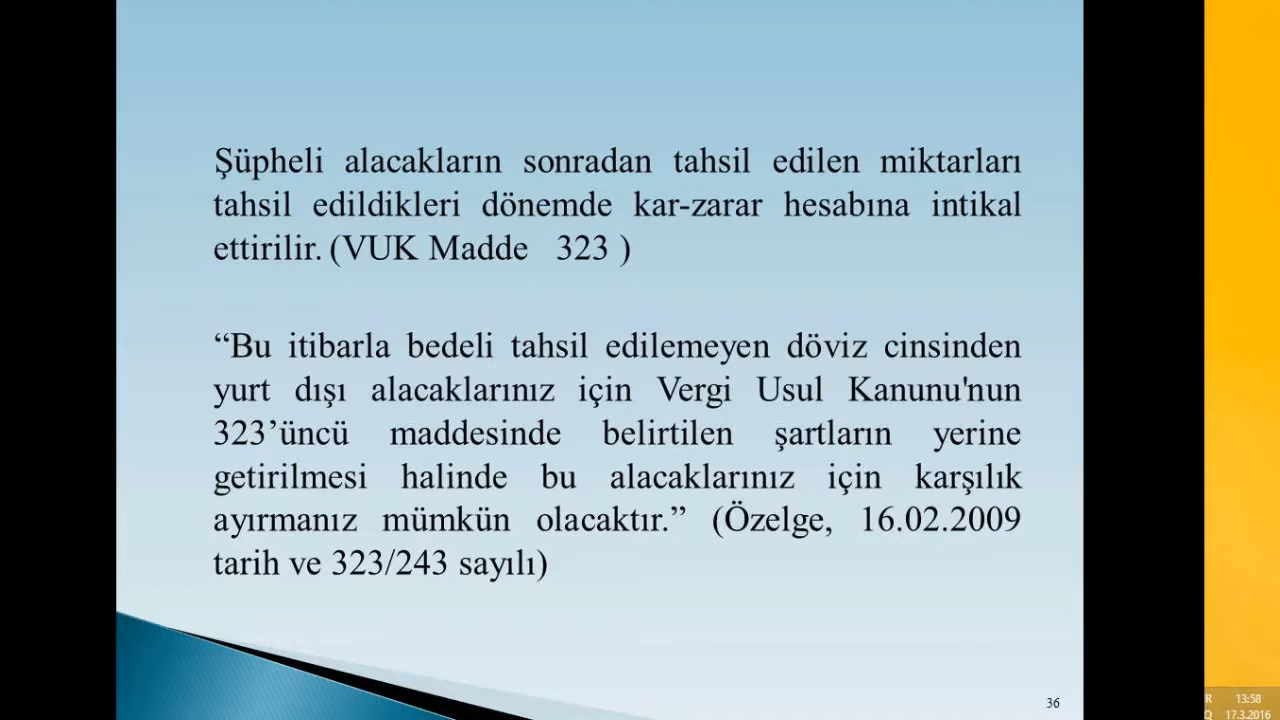 Şüpheli alacakların sonradan tahsil edilen miktarları
tahsil edildikleri dönemde kar-zarar hesabına intikal
ettirilir. (VUK Madde 323 )
“Bu itibarla bedeli tahsil edilemeyen döviz cinsinden
yurt dışı alacaklarınız için Vergi Usul Kanunu'nun
323’üncü maddesinde belirtilen şartların yerine
getirilmesi halinde bu alacaklarınız için karşılık
ayırmanız mümkün olacaktır.” (Özelge, 16.02.2009
tarih ve 323/243 sayılı)
36
R 13:58
Q 17.3.2016